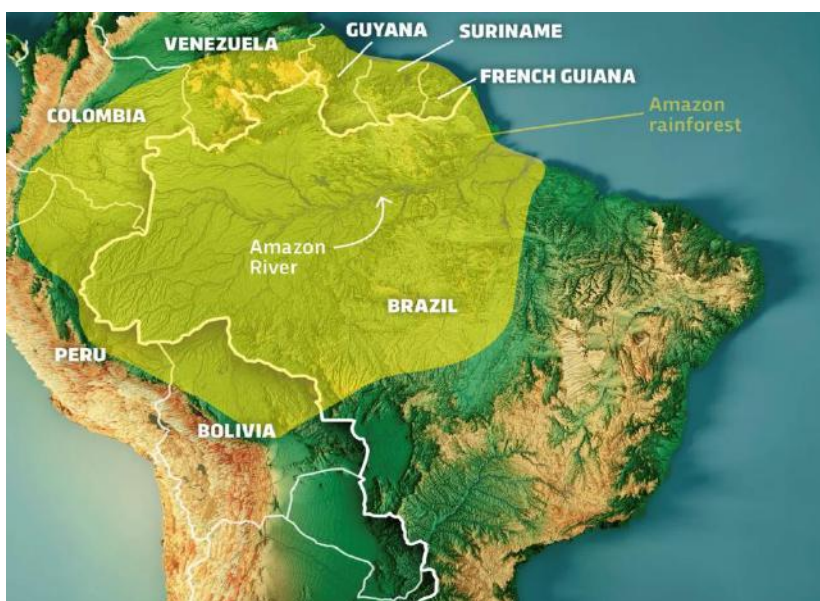 GUYANA
SURINAME
VENEZUELA
FRENCH GUIANA
COLOMBIA
Amazon
rainforest
Amazon
River
BRAZIL
PERU
BOLIVIA